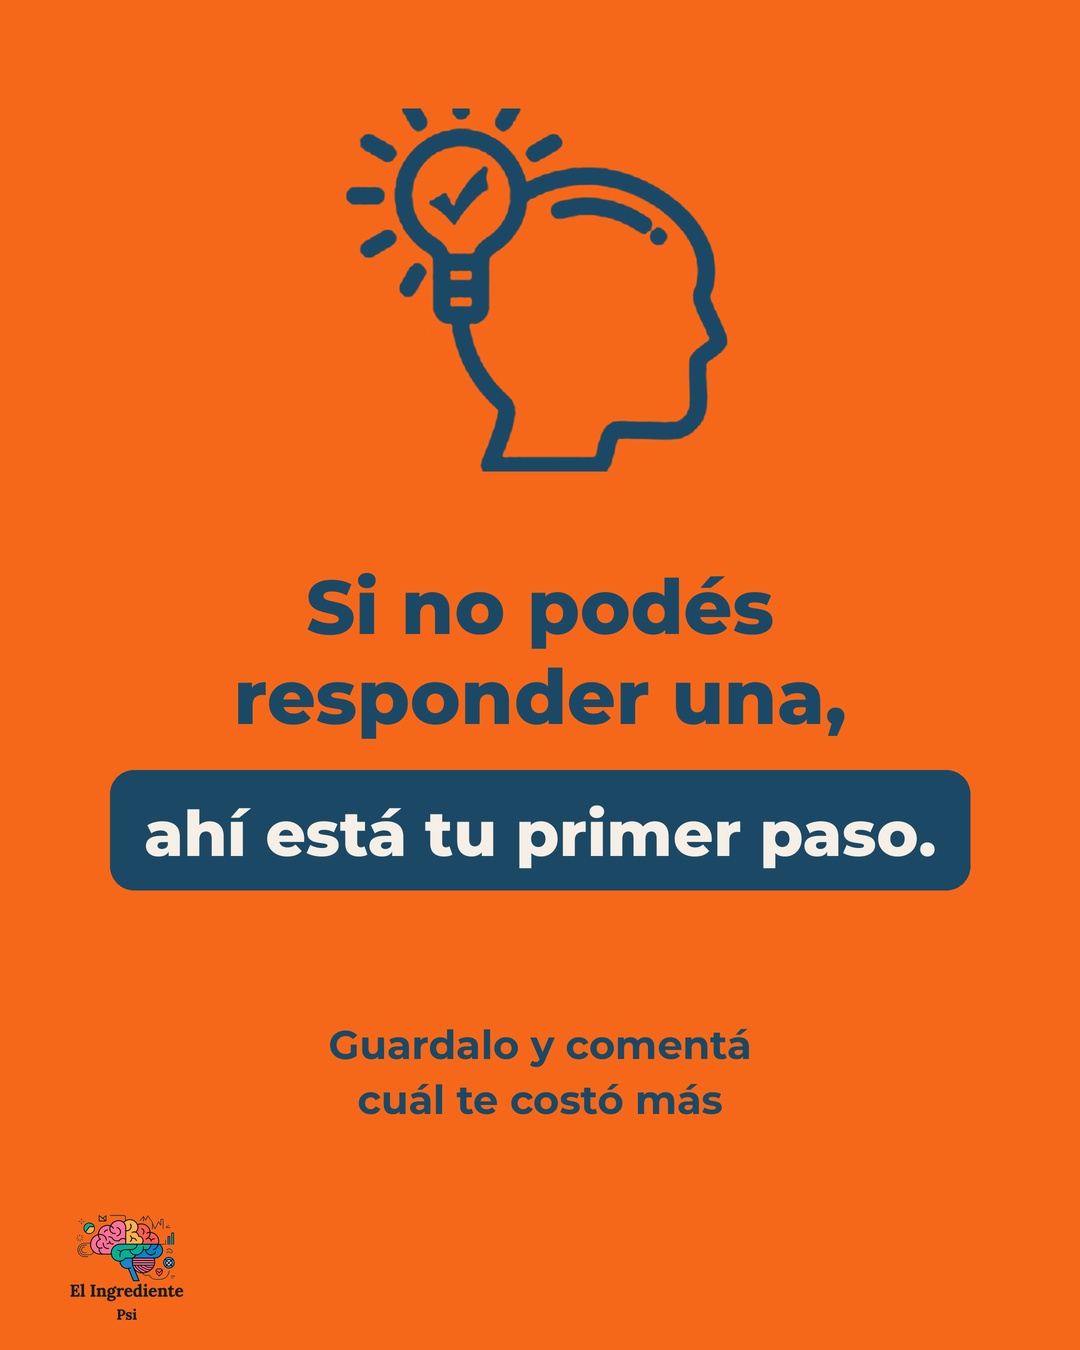 Si no podés
responder una,
ahí está tu primer paso.
Guardalo y comentá
cuál te costó más
El Ingrediente
Psi